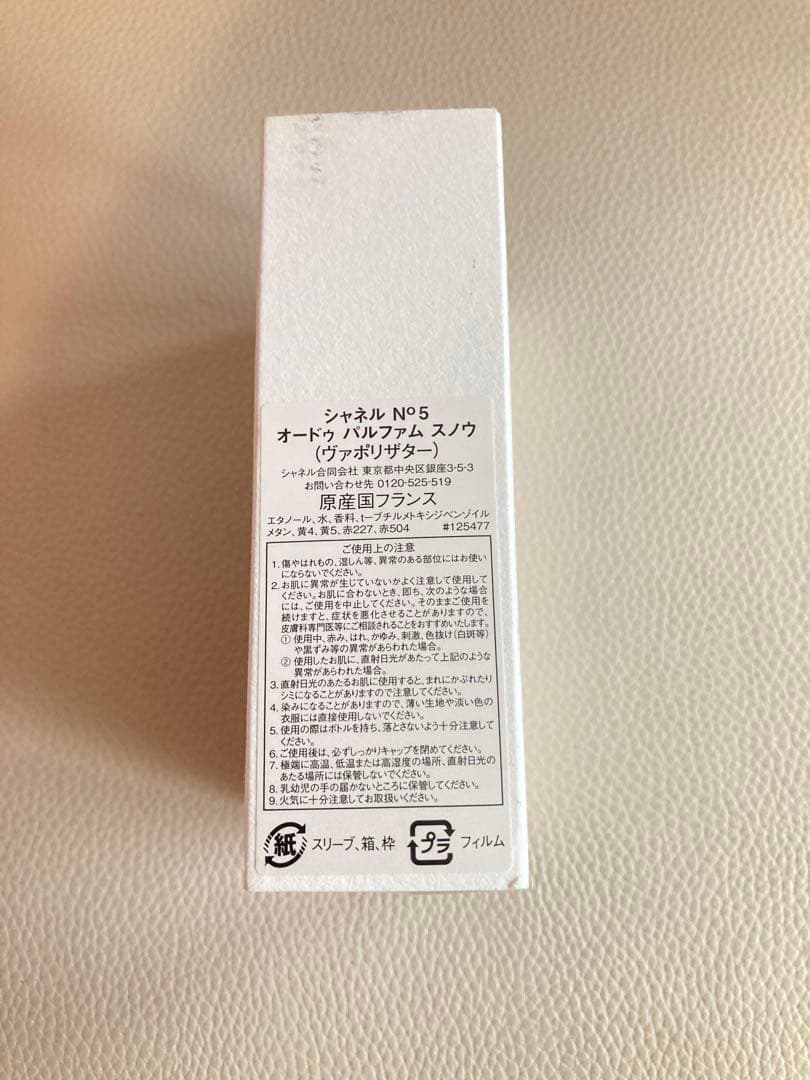 シャネル Nº5
オードゥ パルファム スノウ
(ヴァポリザター)
シャネル合同会社 東京都中央区銀座3-5-3
お問い合わせ先 0120-525-519
原産国フランス
エタノール、水、香料、t-ブチルメトキシジベンゾイル
メタン、黄4、黄5、赤227、赤504 #125477
ご使用上の注意
1. 傷やはれもの、湿しん等、異常のある部位にはお使い
にならないでください。
2. お肌に異常が生じていないかよく注意して使用して
ください。お肌に合わないとき、即ち、次のような場合
には、ご使用を中止してください。そのままご使用を
続けますと、症状を悪化させることがありますので、
皮膚科専門医等にご相談されることをおすすめいたします。
① 使用中、赤み、はれ、かゆみ、刺激、色抜け(白斑等)
や黒ずみ等の異常があらわれた場合。
② 使用したお肌に、直射日光があたって上記のような
異常があらわれた場合。
3. 直射日光のあたるお肌に使用すると、まれにかぶれたり
シミになることがありますので注意してください。
4. 染みになることがありますので、薄い生地や淡い色の
衣服には直接使用しないでください。
5. 使用の際はボトルを持ち、落とさないよう十分注意して
ください。
6. ご使用後は、必ずしっかりキャップを閉めてください。
7. 極端に高温、低温または高湿度の場所、直射日光の
あたる場所には保管しないでください。
8. 乳幼児の手の届かないところに保管してください。
9. 火気に十分注意してお取扱いください。
紙 スリーブ、箱、枠 プラ フィルム